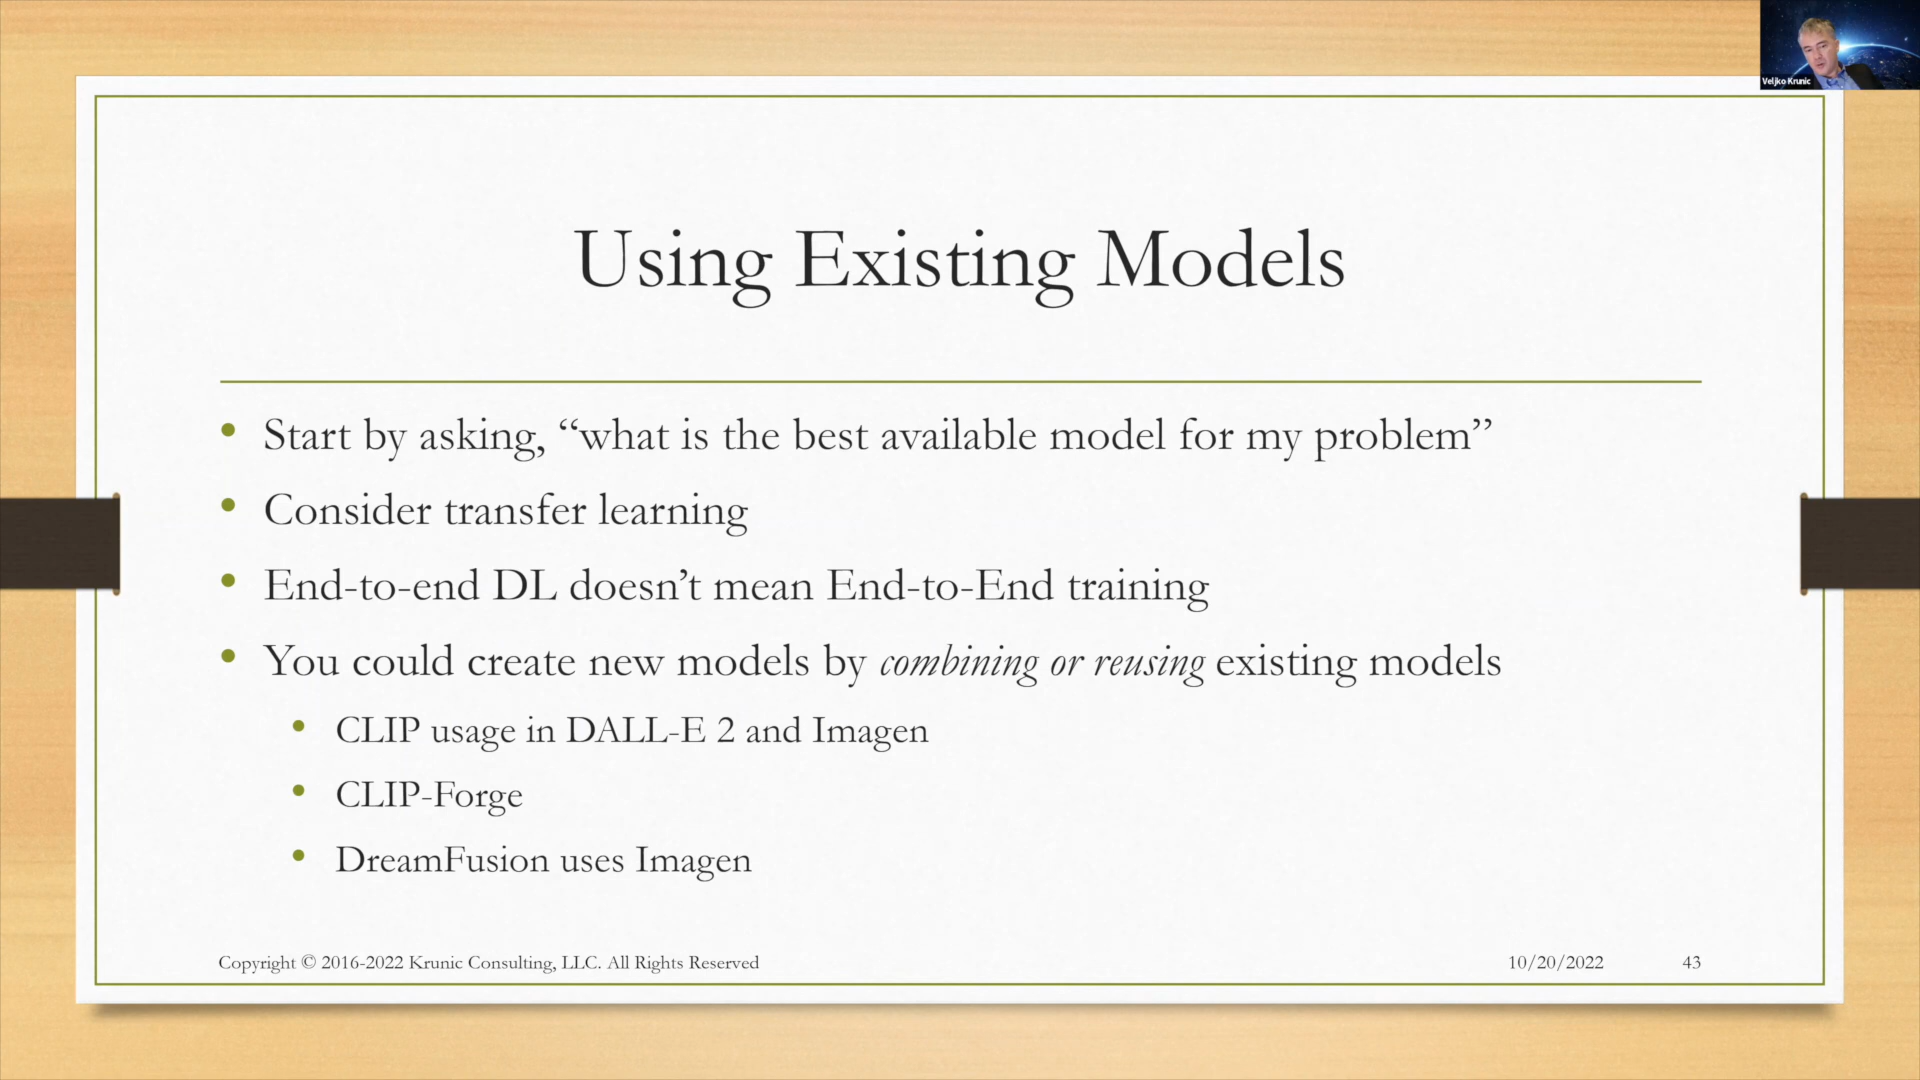 Veljko Krunic
Using Existing Models
• Start by asking, “what is the best available model for my problem”
• Consider transfer learning
• End-to-end DL doesn’t mean End-to-End training
• You could create new models by combining or reusing existing models
• CLIP usage in DALL-E 2 and Imagen
• CLIP-Forge
• DreamFusion uses Imagen
Copyright © 2016-2022 Krunic Consulting, LLC. All Rights Reserved 10/20/2022 43